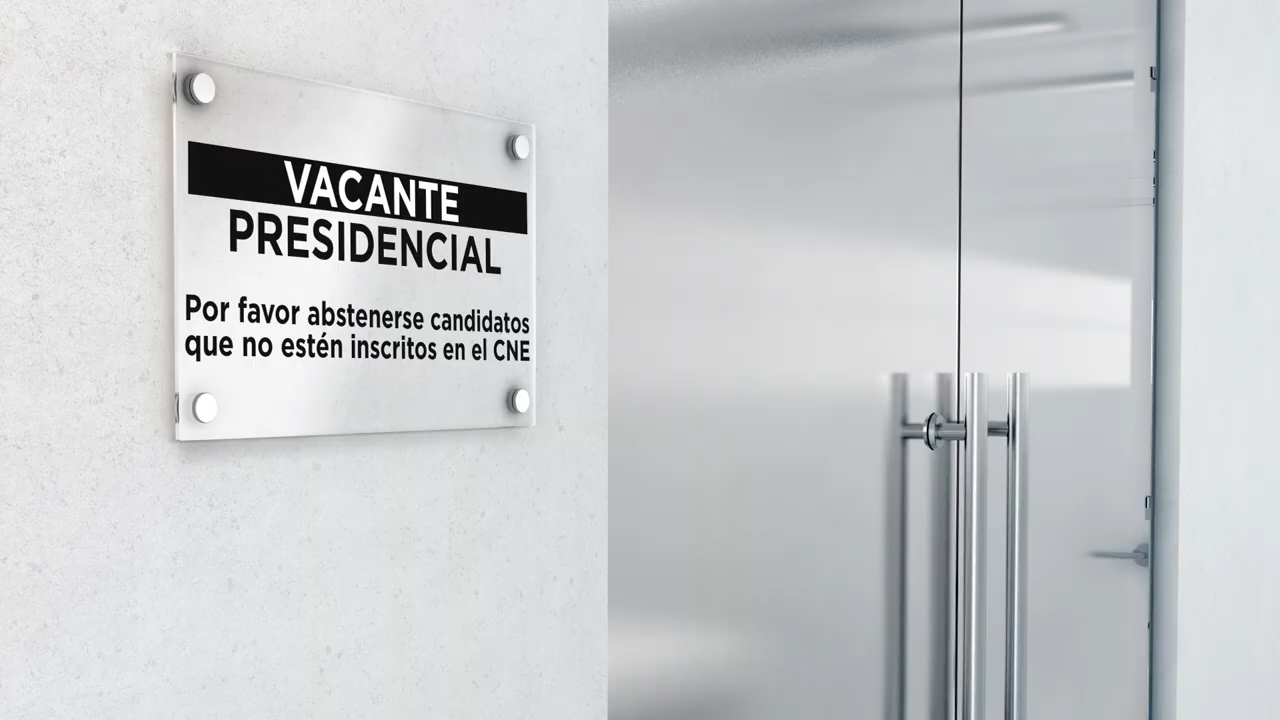 VACANTE
PRESIDENCIAL
Por favor abstenerse candidatos
que no estén inscritos en el CNE